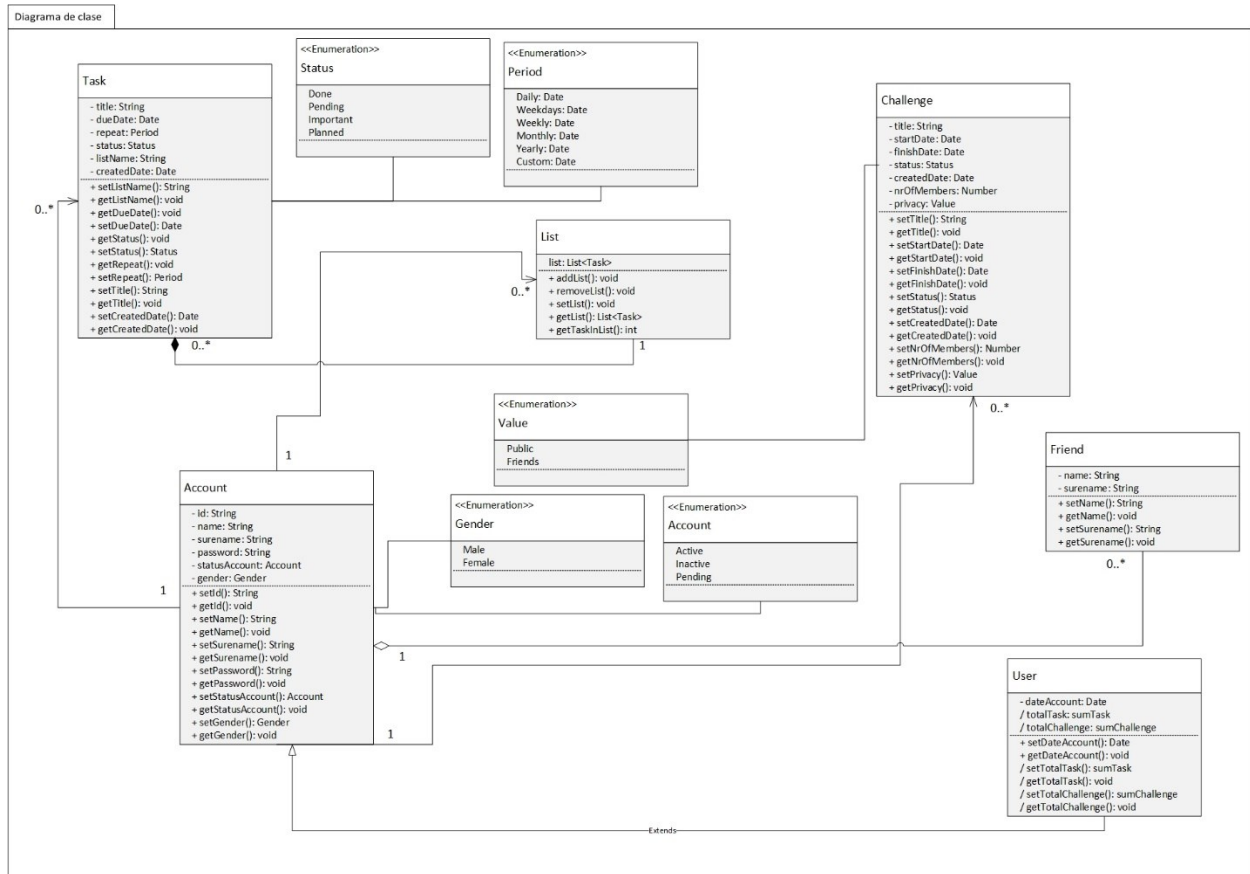 Diagrama de clase
Task
- title: String
- dueDate: Date
- repeat: Period
- status: Status
- listName: String
- createdDate: Date
+ setListName(): String
+ getListName(): void
+ getDueDate(): void
+ setDueDate(): Date
+ getStatus(): void
+ setStatus(): Status
+ getRepeat(): void
+ setRepeat(): Period
+ setTitle(): String
+ getTitle(): void
+ setCreatedDate(): Date
+ getCreatedDate(): void
0..*
0..*
<<Enumeration>>
Status
Done
Pending
Important
Planned
<<Enumeration>>
Period
Daily: Date
Weekdays: Date
Weekly: Date
Monthly: Date
Yearly: Date
Custom: Date
List
list: List<Task>
+ addList(): void
+ removeList(): void
+ setList(): void
+ getList(): List<Task>
+ getTaskInList(): int
0..*
1
Challenge
- title: String
- startDate: Date
- finishDate: Date
- status: Status
- createdDate: Date
- nrOfMembers: Number
- privacy: Value
+ setTitle(): String
+ getTitle(): void
+ setStartDate(): Date
+ getStartDate(): void
+ setFinishDate(): Date
+ getFinishDate(): void
+ setStatus(): Status
+ getStatus(): void
+ setCreatedDate(): Date
+ getCreatedDate(): void
+ setNrOfMembers(): Number
+ getNrOfMembers(): void
+ setPrivacy(): Value
+ getPrivacy(): void
0..*
<<Enumeration>>
Value
Public
Friends
Friend
- name: String
- surename: String
+ setName(): String
+ getName(): void
+ setSurename(): String
+ getSurename(): void
0..*
1
Account
- id: String
- name: String
- surename: String
- password: String
- statusAccount: Account
- gender: Gender
+ setId(): String
+ getId(): void
+ setName(): String
+ getName(): void
+ setSurename(): String
+ getSurename(): void
+ setPassword(): String
+ getPassword(): void
+ setStatusAccount(): Account
+ getStatusAccount(): void
+ setGender(): Gender
+ getGender(): void
1
1
1
<<Enumeration>>
Gender
Male
Female
<<Enumeration>>
Account
Active
Inactive
Pending
User
- dateAccount: Date
/ totalTask: sumTask
/ totalChallenge: sumChallenge
+ setDateAccount(): Date
+ getDateAccount(): void
/ setTotalTask(): sumTask
/ getTotalTask(): void
/ setTotalChallenge(): sumChallenge
/ getTotalChallenge(): void
Extends